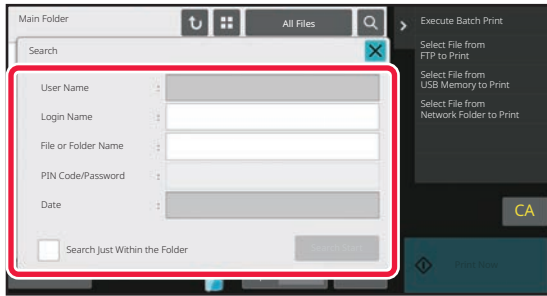 Main Folder
All Files
Search
User Name :
Login Name :
File or Folder Name :
PIN Code/Password :
Date :
Search Just Within the Folder
Search Start
Execute Batch Print
Select File from
FTP to Print
Select File from
USB Memory to Print
Select File from
Network Folder to Print
CA
Print Now